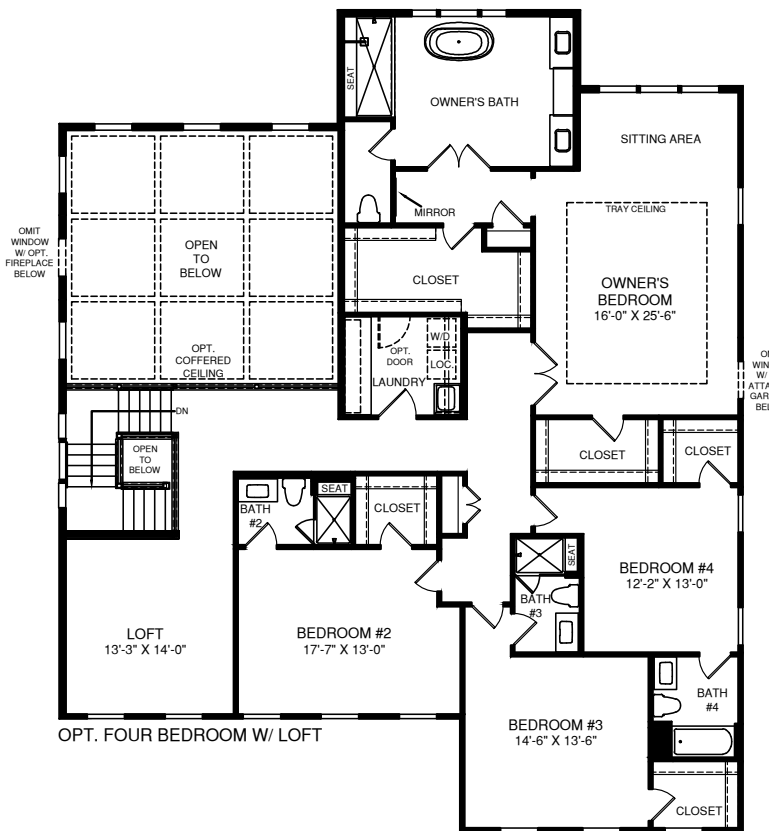 SEAT
OWNER'S BATH
SITTING AREA
MIRROR
TRAY CEILING
OMIT
WINDOW
W/ OPT.
FIREPLACE
BELOW
OPEN
TO
BELOW
CLOSET
OWNER'S
BEDROOM
16'-0" X 25'-6"
OPT.
COFFERED
CEILING
OPT.
DOOR
W/D
LOC.
LAUNDRY
W/
BEL
DN
OPEN
TO
BELOW
CLOSET
CLOSET
BATH
#2
SEAT
CLOSET
BEDROOM #4
12'-2" X 13'-0"
SEAT
BATH
#3
LOFT
13'-3" X 14'-0"
BEDROOM #2
17'-7" X 13'-0"
BATH
#4
BEDROOM #3
14'-6" X 13'-6"
OPT. FOUR BEDROOM W/ LOFT
CLOSET